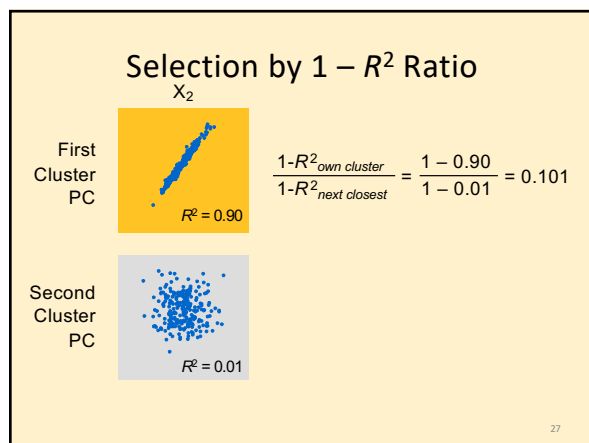 Selection by 1 – R² Ratio
X₂
First
Cluster
PC
R² = 0.90
1-R²own cluster / 1-R²next closest = 1 – 0.90 / 1 – 0.01 = 0.101
Second
Cluster
PC
R² = 0.01
27